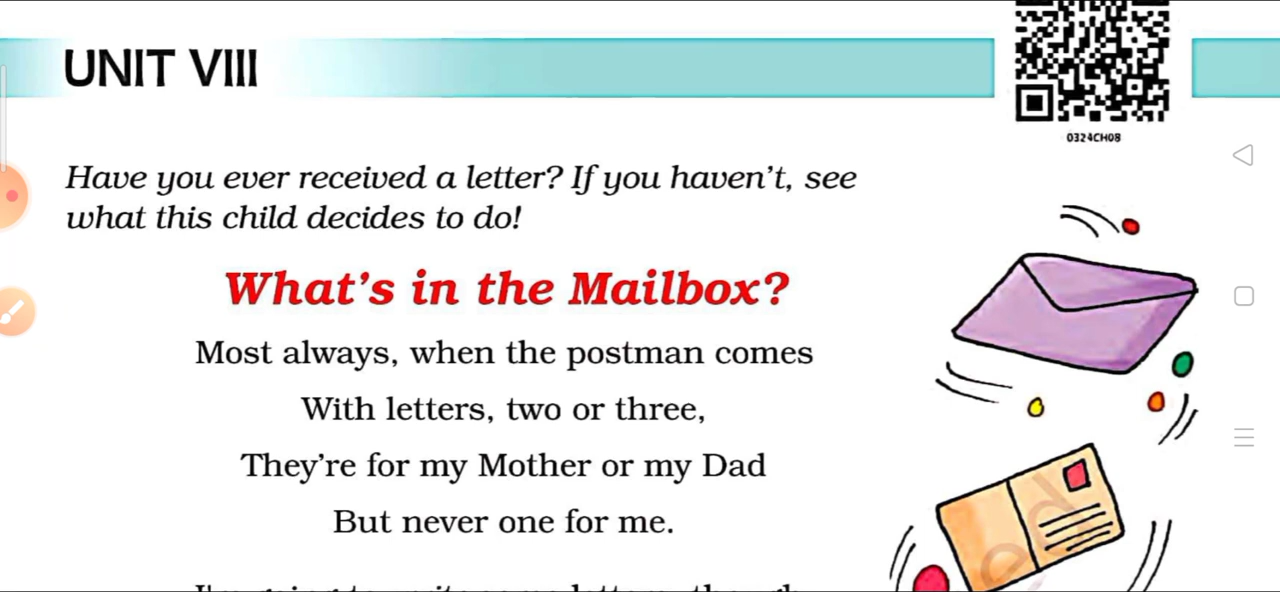 UNIT VIII
0324CH08
Have you ever received a letter? If you haven't, see
what this child decides to do!
What's in the Mailbox?
Most always, when the postman comes
With letters, two or three,
They're for my Mother or my Dad
But never one for me.